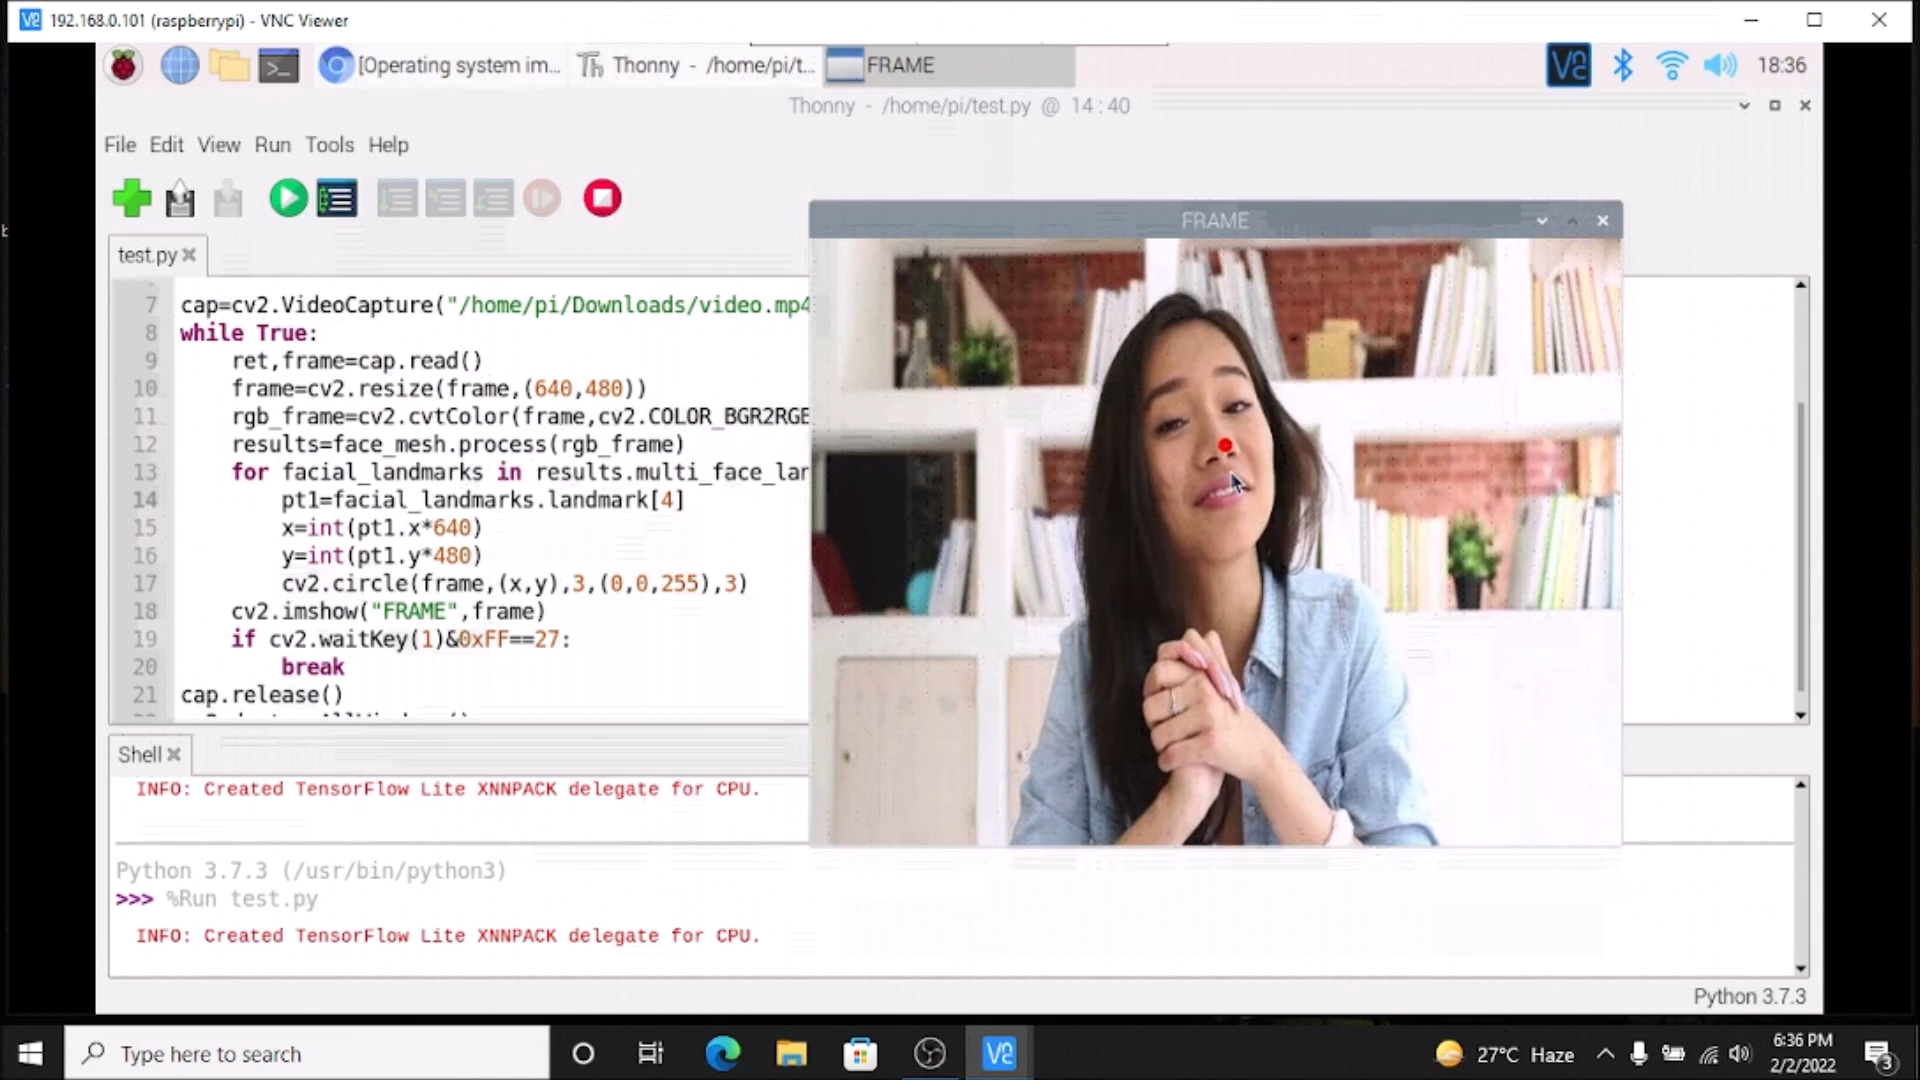 192.168.0.101 (raspberrypi) - VNC Viewer
[Operating system im...
Thonny - /home/pi/t...
FRAME
18:36
Thonny - /home/pi/test.py @ 14:40
File Edit View Run Tools Help
FRAME
test.py
7 cap=cv2.VideoCapture("/home/pi/Downloads/video.mp4
8 while True:
9 ret,frame=cap.read()
10 frame=cv2.resize(frame,(640,480))
11 rgb_frame=cv2.cvtColor(frame,cv2.COLOR_BGR2RGB
12 results=face_mesh.process(rgb_frame)
13 for facial_landmarks in results.multi_face_lan
14 pt1=facial_landmarks.landmark[4]
15 x=int(pt1.x*640)
16 y=int(pt1.y*480)
17 cv2.circle(frame,(x,y),3,(0,0,255),3)
18 cv2.imshow("FRAME",frame)
19 if cv2.waitKey(1)&0xFF==27:
20 break
21 cap.release()
Shell
INFO: Created TensorFlow Lite XNNPACK delegate for CPU.
Python 3.7.3 (/usr/bin/python3)
>>> %Run test.py
INFO: Created TensorFlow Lite XNNPACK delegate for CPU.
Python 3.7.3
Type here to search
27°C Haze
6:36 PM
2/2/2022
3